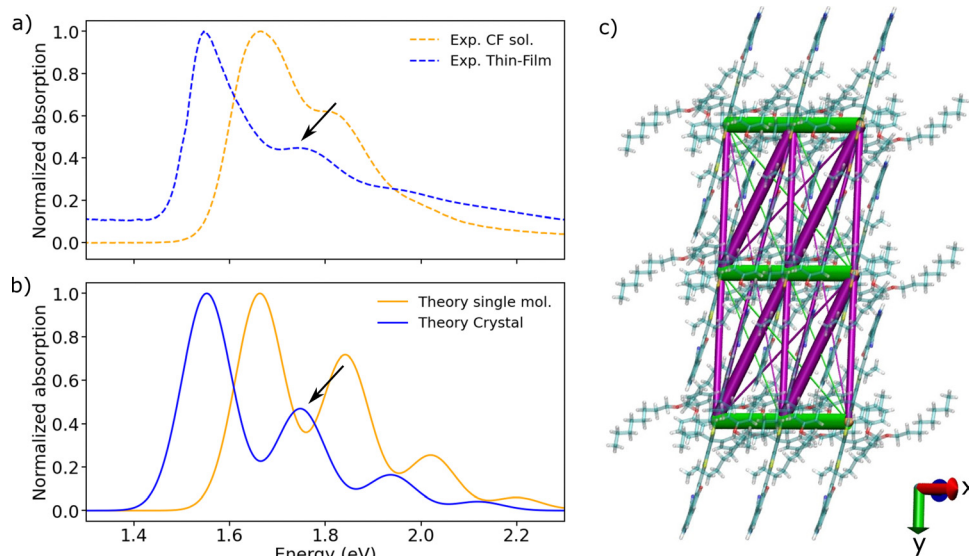 a)
Normalized absorption
1.0
0.8
0.6
0.4
0.2
0.0
Exp. CF sol.
Exp. Thin-Film
b)
Normalized absorption
1.0
0.8
0.6
0.4
0.2
0.0
Theory single mol.
Theory Crystal
1.4 1.6 1.8 2.0 2.2
Energy (eV)
c)
x
y